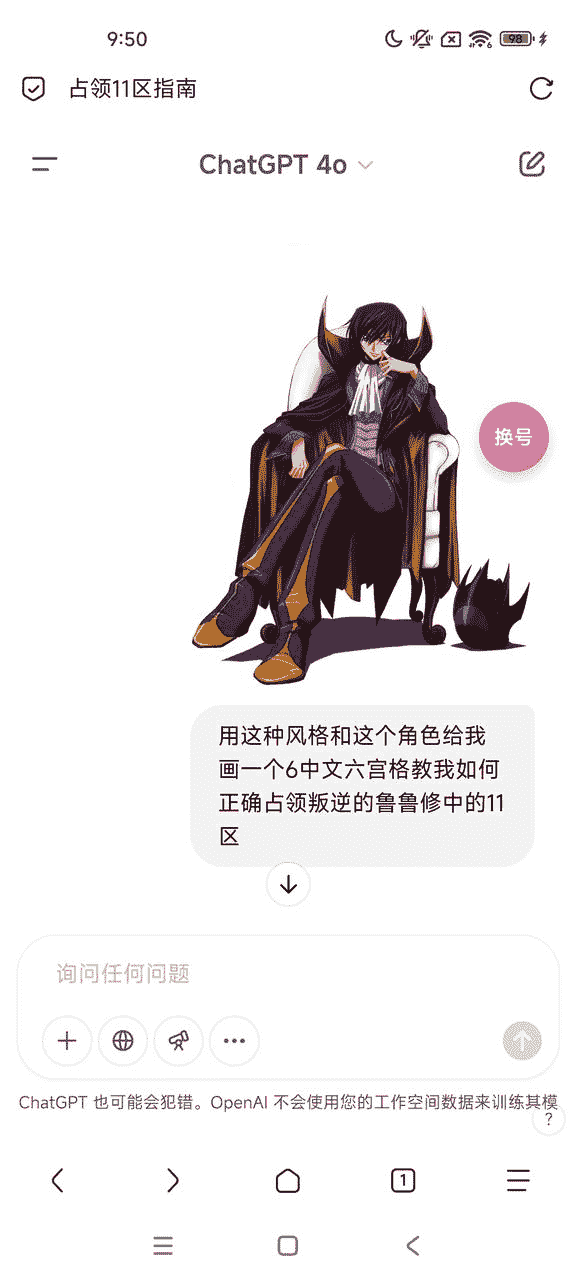 9:50
98
占领11区指南
ChatGPT 4o
换号
用这种风格和这个角色给我
画一个6中文六宫格教我如何
正确占领叛逆的鲁鲁修中的11
区
询问任何问题
ChatGPT 也可能会犯错。OpenAI 不会使用您的工作空间数据来训练其模
?
1